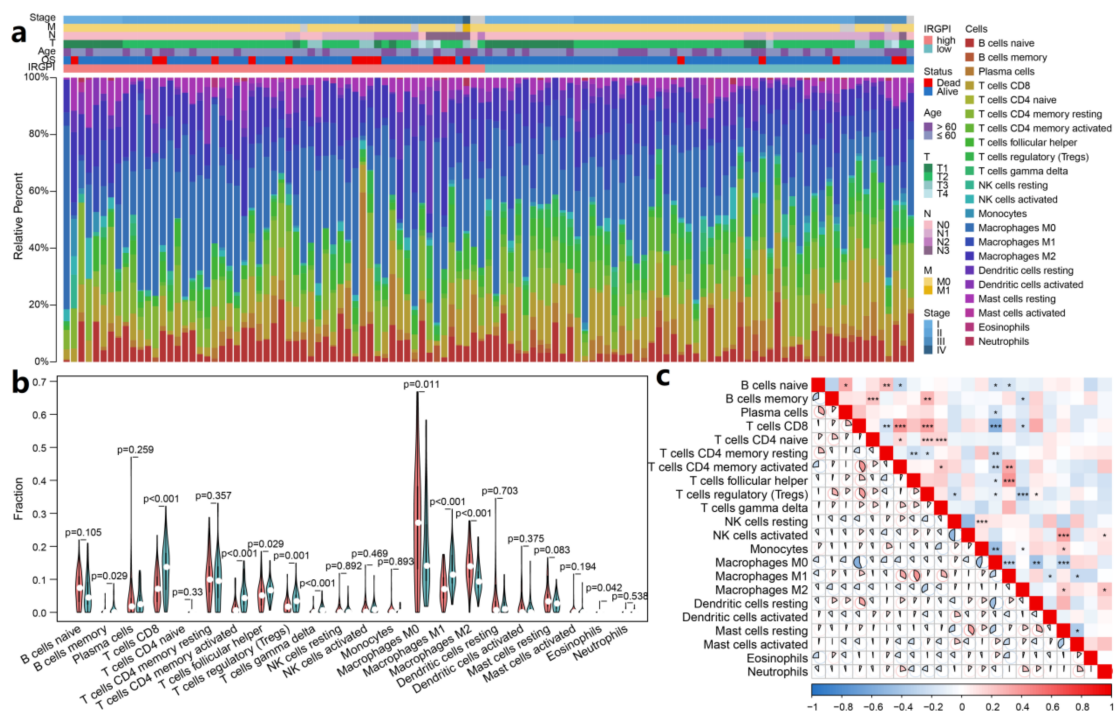 a
Stage
M
N
T
Age
OS
IRGPI
100%
80%
60%
40%
20%
0%
Relative Percent
IRGPI
high
low
Status
Dead
Alive
Age
> 60
≤ 60
T
T1
T2
T3
T4
N
N0
N1
N2
N3
M
M0
M1
Stage
I
II
III
IV
Cells
B cells naive
B cells memory
Plasma cells
T cells CD8
T cells CD4 naive
T cells CD4 memory resting
T cells CD4 memory activated
T cells follicular helper
T cells regulatory (Tregs)
T cells gamma delta
NK cells resting
NK cells activated
Monocytes
Macrophages M0
Macrophages M1
Macrophages M2
Dendritic cells resting
Dendritic cells activated
Mast cells resting
Mast cells activated
Eosinophils
Neutrophils
b
Fraction
0.7
0.6
0.5
0.4
0.3
0.2
0.1
0.0
p=0.105
p=0.029
p=0.259
p<0.001
p=0.33
p=0.357
p<0.001
p=0.029
p=0.001
p<0.001
p=0.892
p=0.469
p=0.893
p=0.011
p<0.001
p<0.001
p=0.703
p=0.375
p=0.083
p=0.194
p=0.042
p=0.538
B cells naive
B cells memory
Plasma cells
T cells CD8
T cells CD4 naive
T cells CD4 memory resting
T cells CD4 memory activated
T cells follicular helper
T cells regulatory (Tregs)
T cells gamma delta
NK cells resting
NK cells activated
Monocytes
Macrophages M0
Macrophages M1
Macrophages M2
Dendritic cells resting
Dendritic cells activated
Mast cells resting
Mast cells activated
Eosinophils
Neutrophils
c
B cells naive
B cells memory
Plasma cells
T cells CD8
T cells CD4 naive
T cells CD4 memory resting
T cells CD4 memory activated
T cells follicular helper
T cells regulatory (Tregs)
T cells gamma delta
NK cells resting
NK cells activated
Monocytes
Macrophages M0
Macrophages M1
Macrophages M2
Dendritic cells resting
Dendritic cells activated
Mast cells resting
Mast cells activated
Eosinophils
Neutrophils
−1 −0.8 −0.6 −0.4 −0.2 0 0.2 0.4 0.6 0.8 1